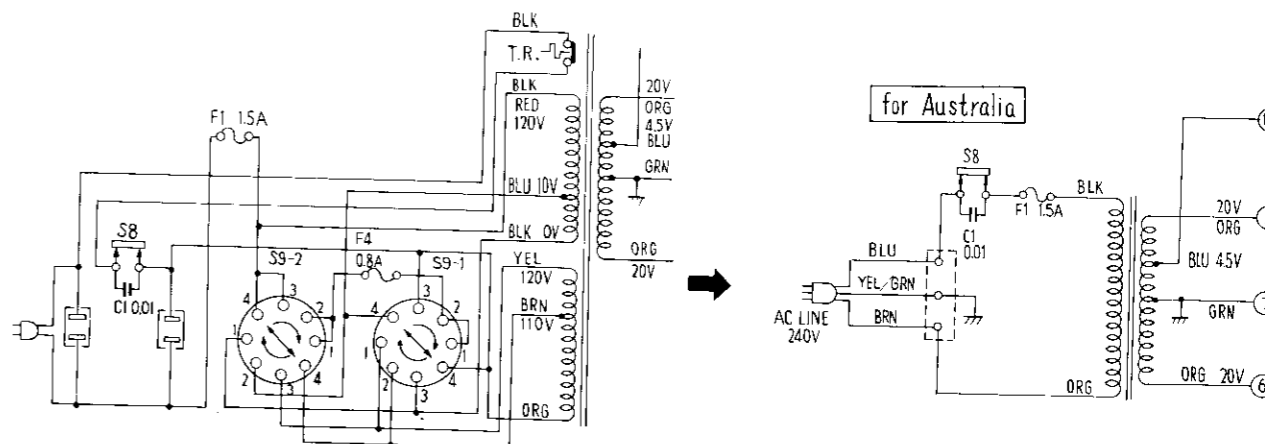 BLK
T.R.
BLK
RED
120V
F1 1.5A
BLU 10V
BLK 0V
F4
0.8A
S9-2
S9-1
YEL
120V
BRN
110V
ORG
S8
C1 0.01
4
3
2
1
1
2
3
4
4
3
2
1
1
2
3
4
20V
ORG
4.5V
BLU
GRN
ORG
20V
for Australia
S8
C1
0.01
F1 1.5A
BLK
BLU
YEL/GRN
BRN
AC LINE
240V
ORG
20V
ORG
BLU 4.5V
GRN
ORG 20V
6